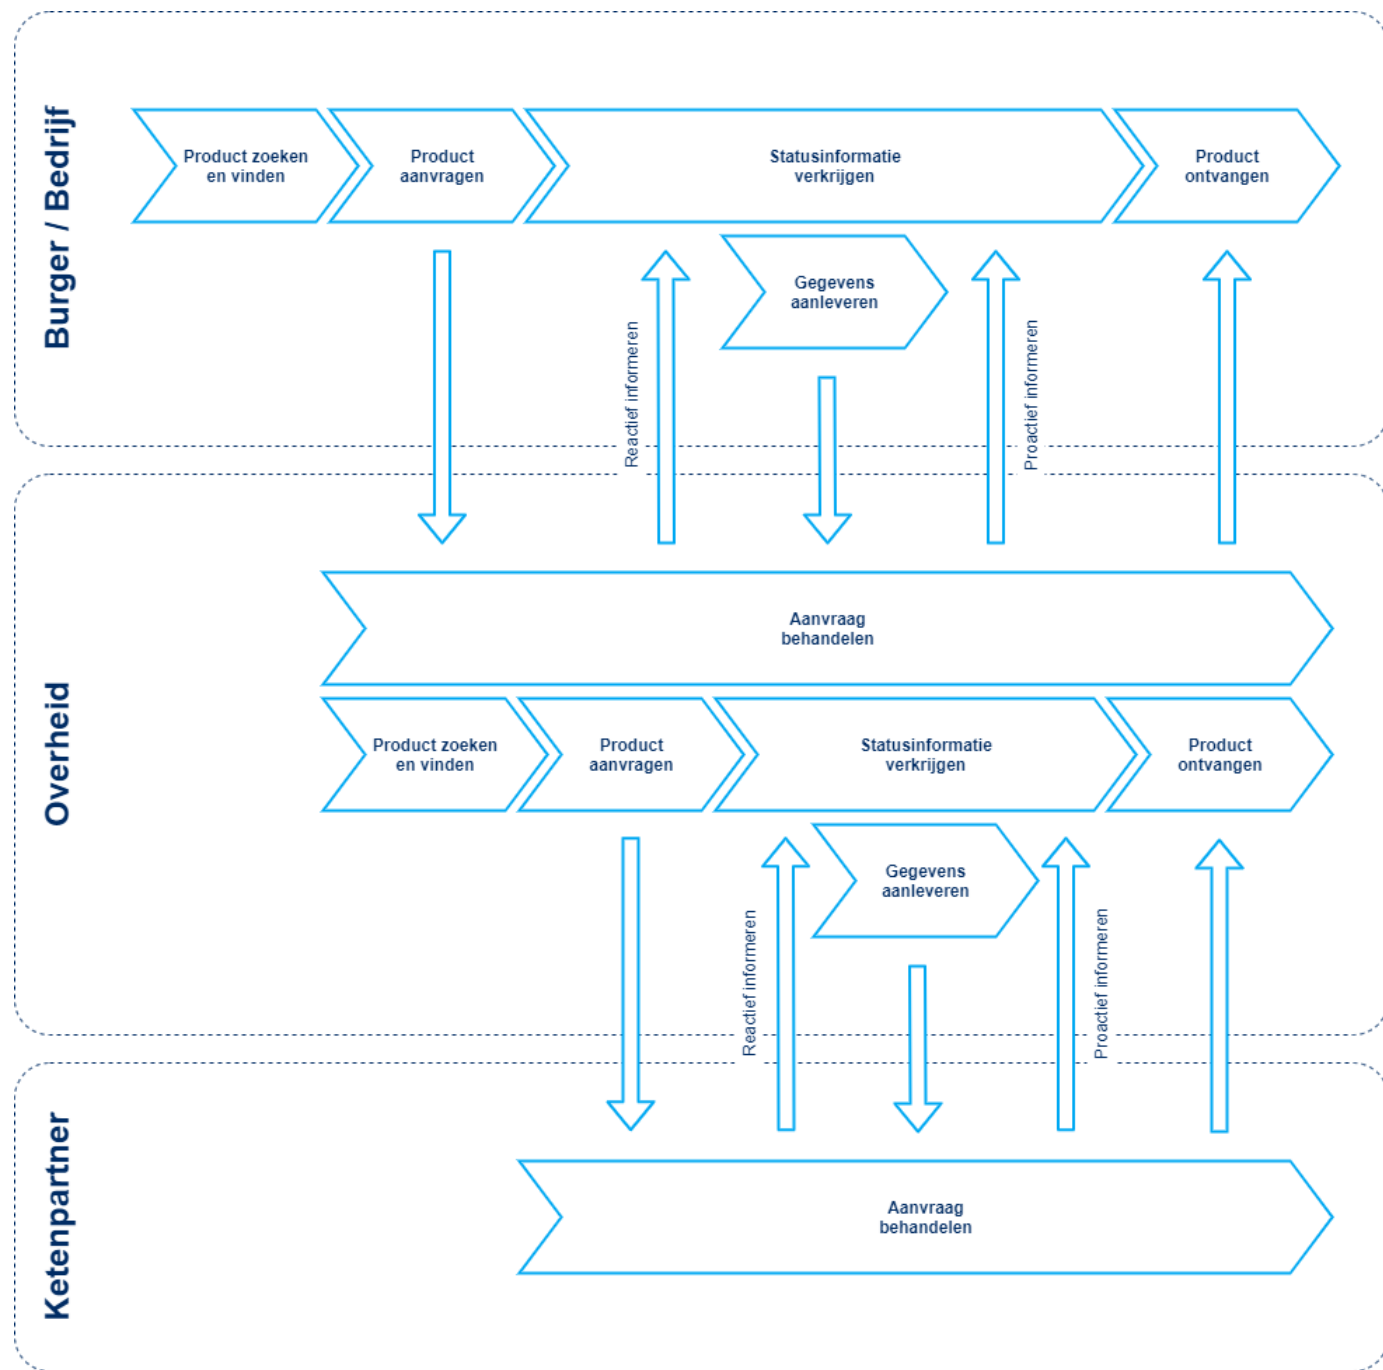 Burger / Bedrijf
Product zoeken
en vinden
Product
aanvragen
Statusinformatie
verkrijgen
Product
ontvangen
Gegevens
aanleveren
Reactief informeren
Proactief informeren
Overheid
Aanvraag
behandelen
Product zoeken
en vinden
Product
aanvragen
Statusinformatie
verkrijgen
Product
ontvangen
Gegevens
aanleveren
Reactief informeren
Proactief informeren
Ketenpartner
Aanvraag
behandelen